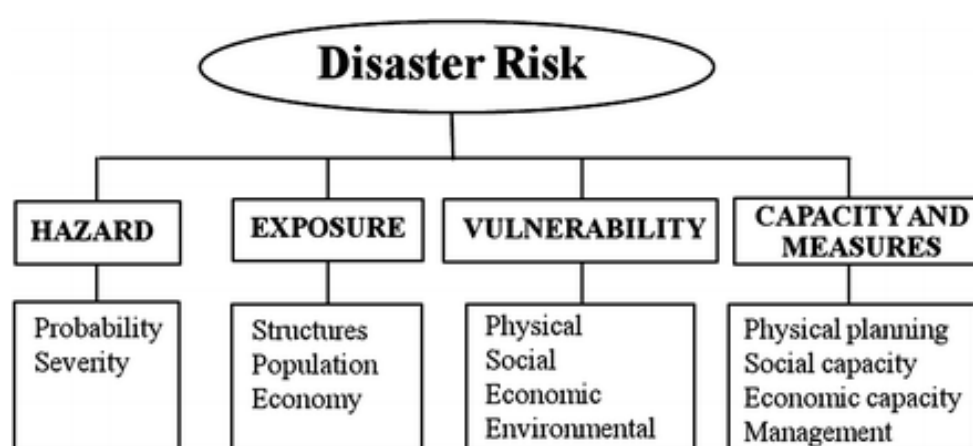 Disaster Risk
HAZARD
EXPOSURE
VULNERABILITY
CAPACITY AND
MEASURES
Probability
Severity
Structures
Population
Economy
Physical
Social
Economic
Environmental
Physical planning
Social capacity
Economic capacity
Management